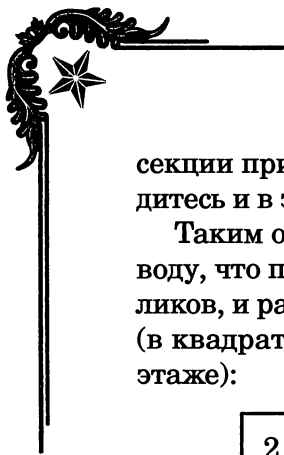 секции при
дитесь и в з
Таким о
воду, что п
ликов, и ра
(в квадрат
этаже):
2